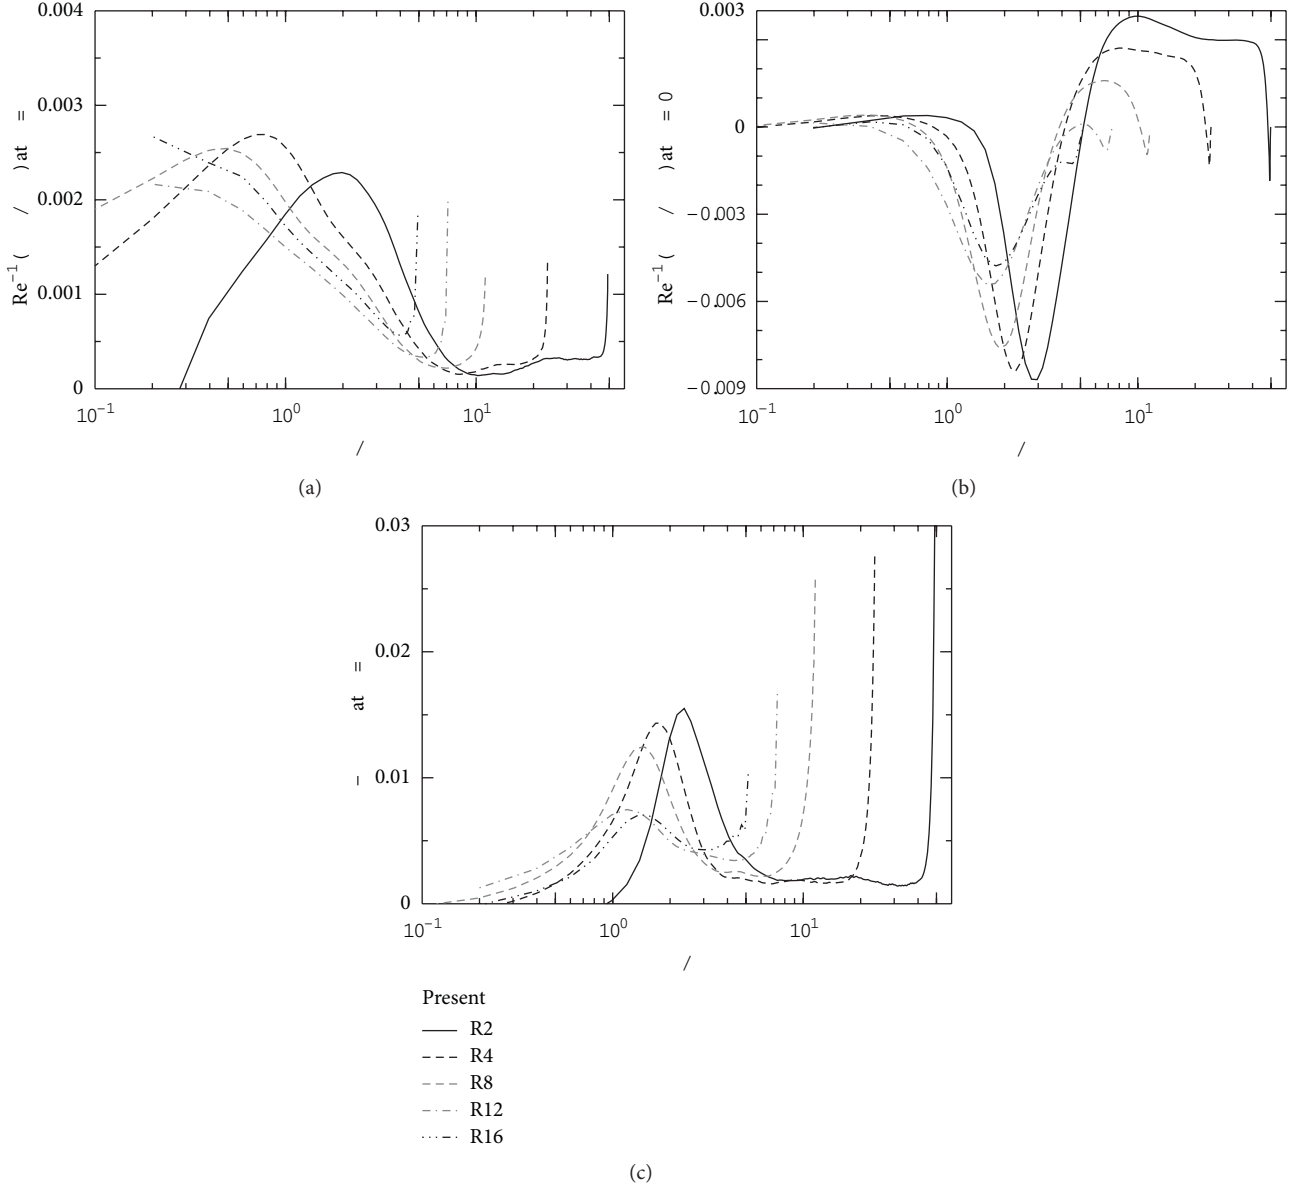 0.004
0.003
0.002
0.001
0
Re⁻¹ ( / ) at =
10⁻¹ 10⁰ 10¹
/
(a)
0.003
0
−0.003
−0.006
−0.009
Re⁻¹ ( / ) at = 0
10⁻¹ 10⁰ 10¹
/
(b)
0.03
0.02
0.01
0
− at =
10⁻¹ 10⁰ 10¹
/
Present
R2
R4
R8
R12
R16
(c)